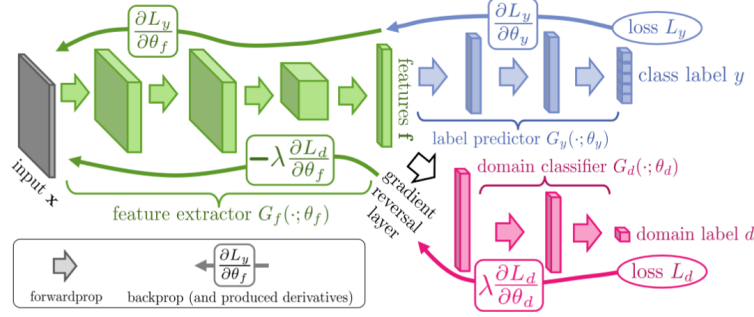 ∂L_y/∂θ_f
∂L_y/∂θ_y
loss L_y
features f
class label y
label predictor G_y(·; θ_y)
−λ ∂L_d/∂θ_f
input x
feature extractor G_f(·; θ_f)
gradient
reversal
layer
domain classifier G_d(·; θ_d)
domain label d
λ ∂L_d/∂θ_d
loss L_d
∂L_y/∂θ_f
forwardprop
backprop (and produced derivatives)